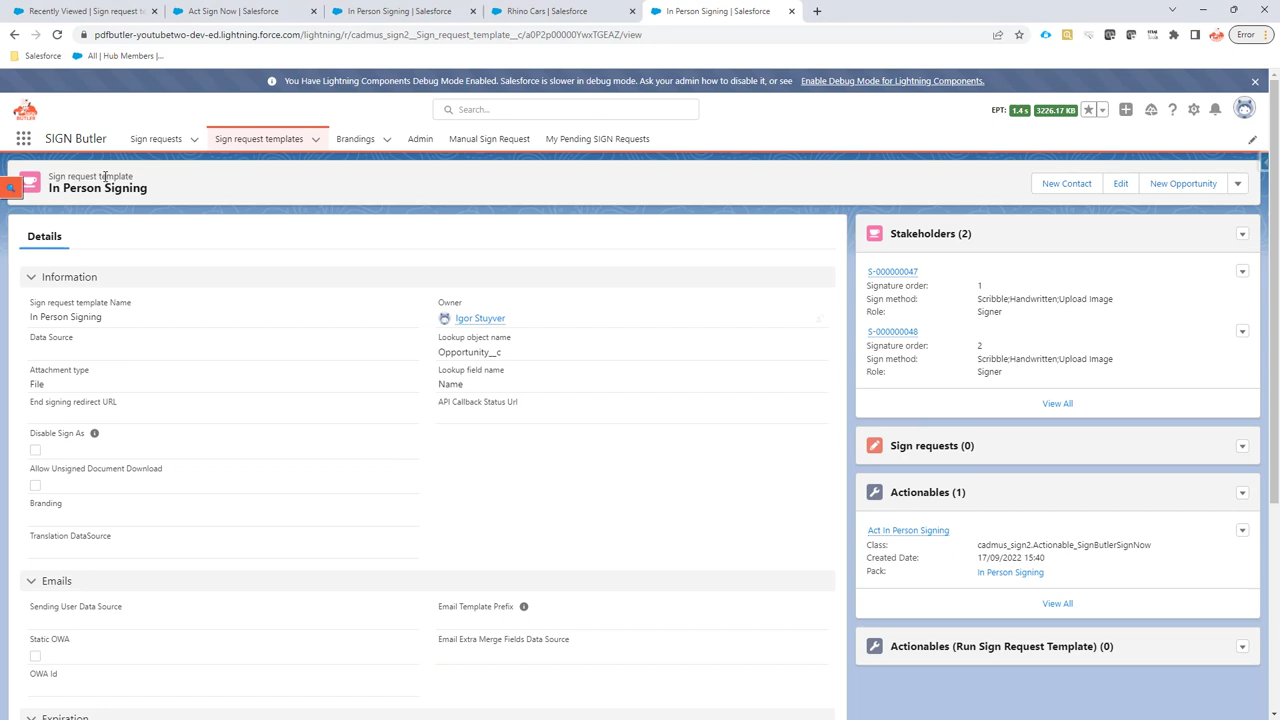 Recently Viewed | Sign request t
Act Sign Now | Salesforce
In Person Signing | Salesforce
Rhino Cars | Salesforce
In Person Signing | Salesforce
pdfbutler-youtubetwo-dev-ed.lightning.force.com/lightning/r/cadmus_sign2__Sign_request_template__c/a0P2p00000YwxTGEAZ/view
Error
Salesforce
All | Hub Members |...
You Have Lightning Components Debug Mode Enabled. Salesforce is slower in debug mode. Ask your admin how to disable it, or see Enable Debug Mode for Lightning Components.
BUTLER
Search...
EPT: 1.4 s 3226.17 KB
SIGN Butler
Sign requests
Sign request templates
Brandings
Admin
Manual Sign Request
My Pending SIGN Requests
Sign request template
In Person Signing
New Contact
Edit
New Opportunity
Details
Information
Sign request template Name
In Person Signing
Owner
Igor Stuyver
Data Source
Lookup object name
Opportunity__c
Attachment type
File
Lookup field name
Name
End signing redirect URL
API Callback Status Url
Disable Sign As
Allow Unsigned Document Download
Branding
Translation DataSource
Emails
Sending User Data Source
Email Template Prefix
Static OWA
Email Extra Merge Fields Data Source
OWA Id
Expiration
Stakeholders (2)
S-000000047
Signature order: 1
Sign method: Scribble;Handwritten;Upload Image
Role: Signer
S-000000048
Signature order: 2
Sign method: Scribble;Handwritten;Upload Image
Role: Signer
View All
Sign requests (0)
Actionables (1)
Act In Person Signing
Class: cadmus_sign2.Actionable_SignButlerSignNow
Created Date: 17/09/2022 15:40
Pack: In Person Signing
View All
Actionables (Run Sign Request Template) (0)